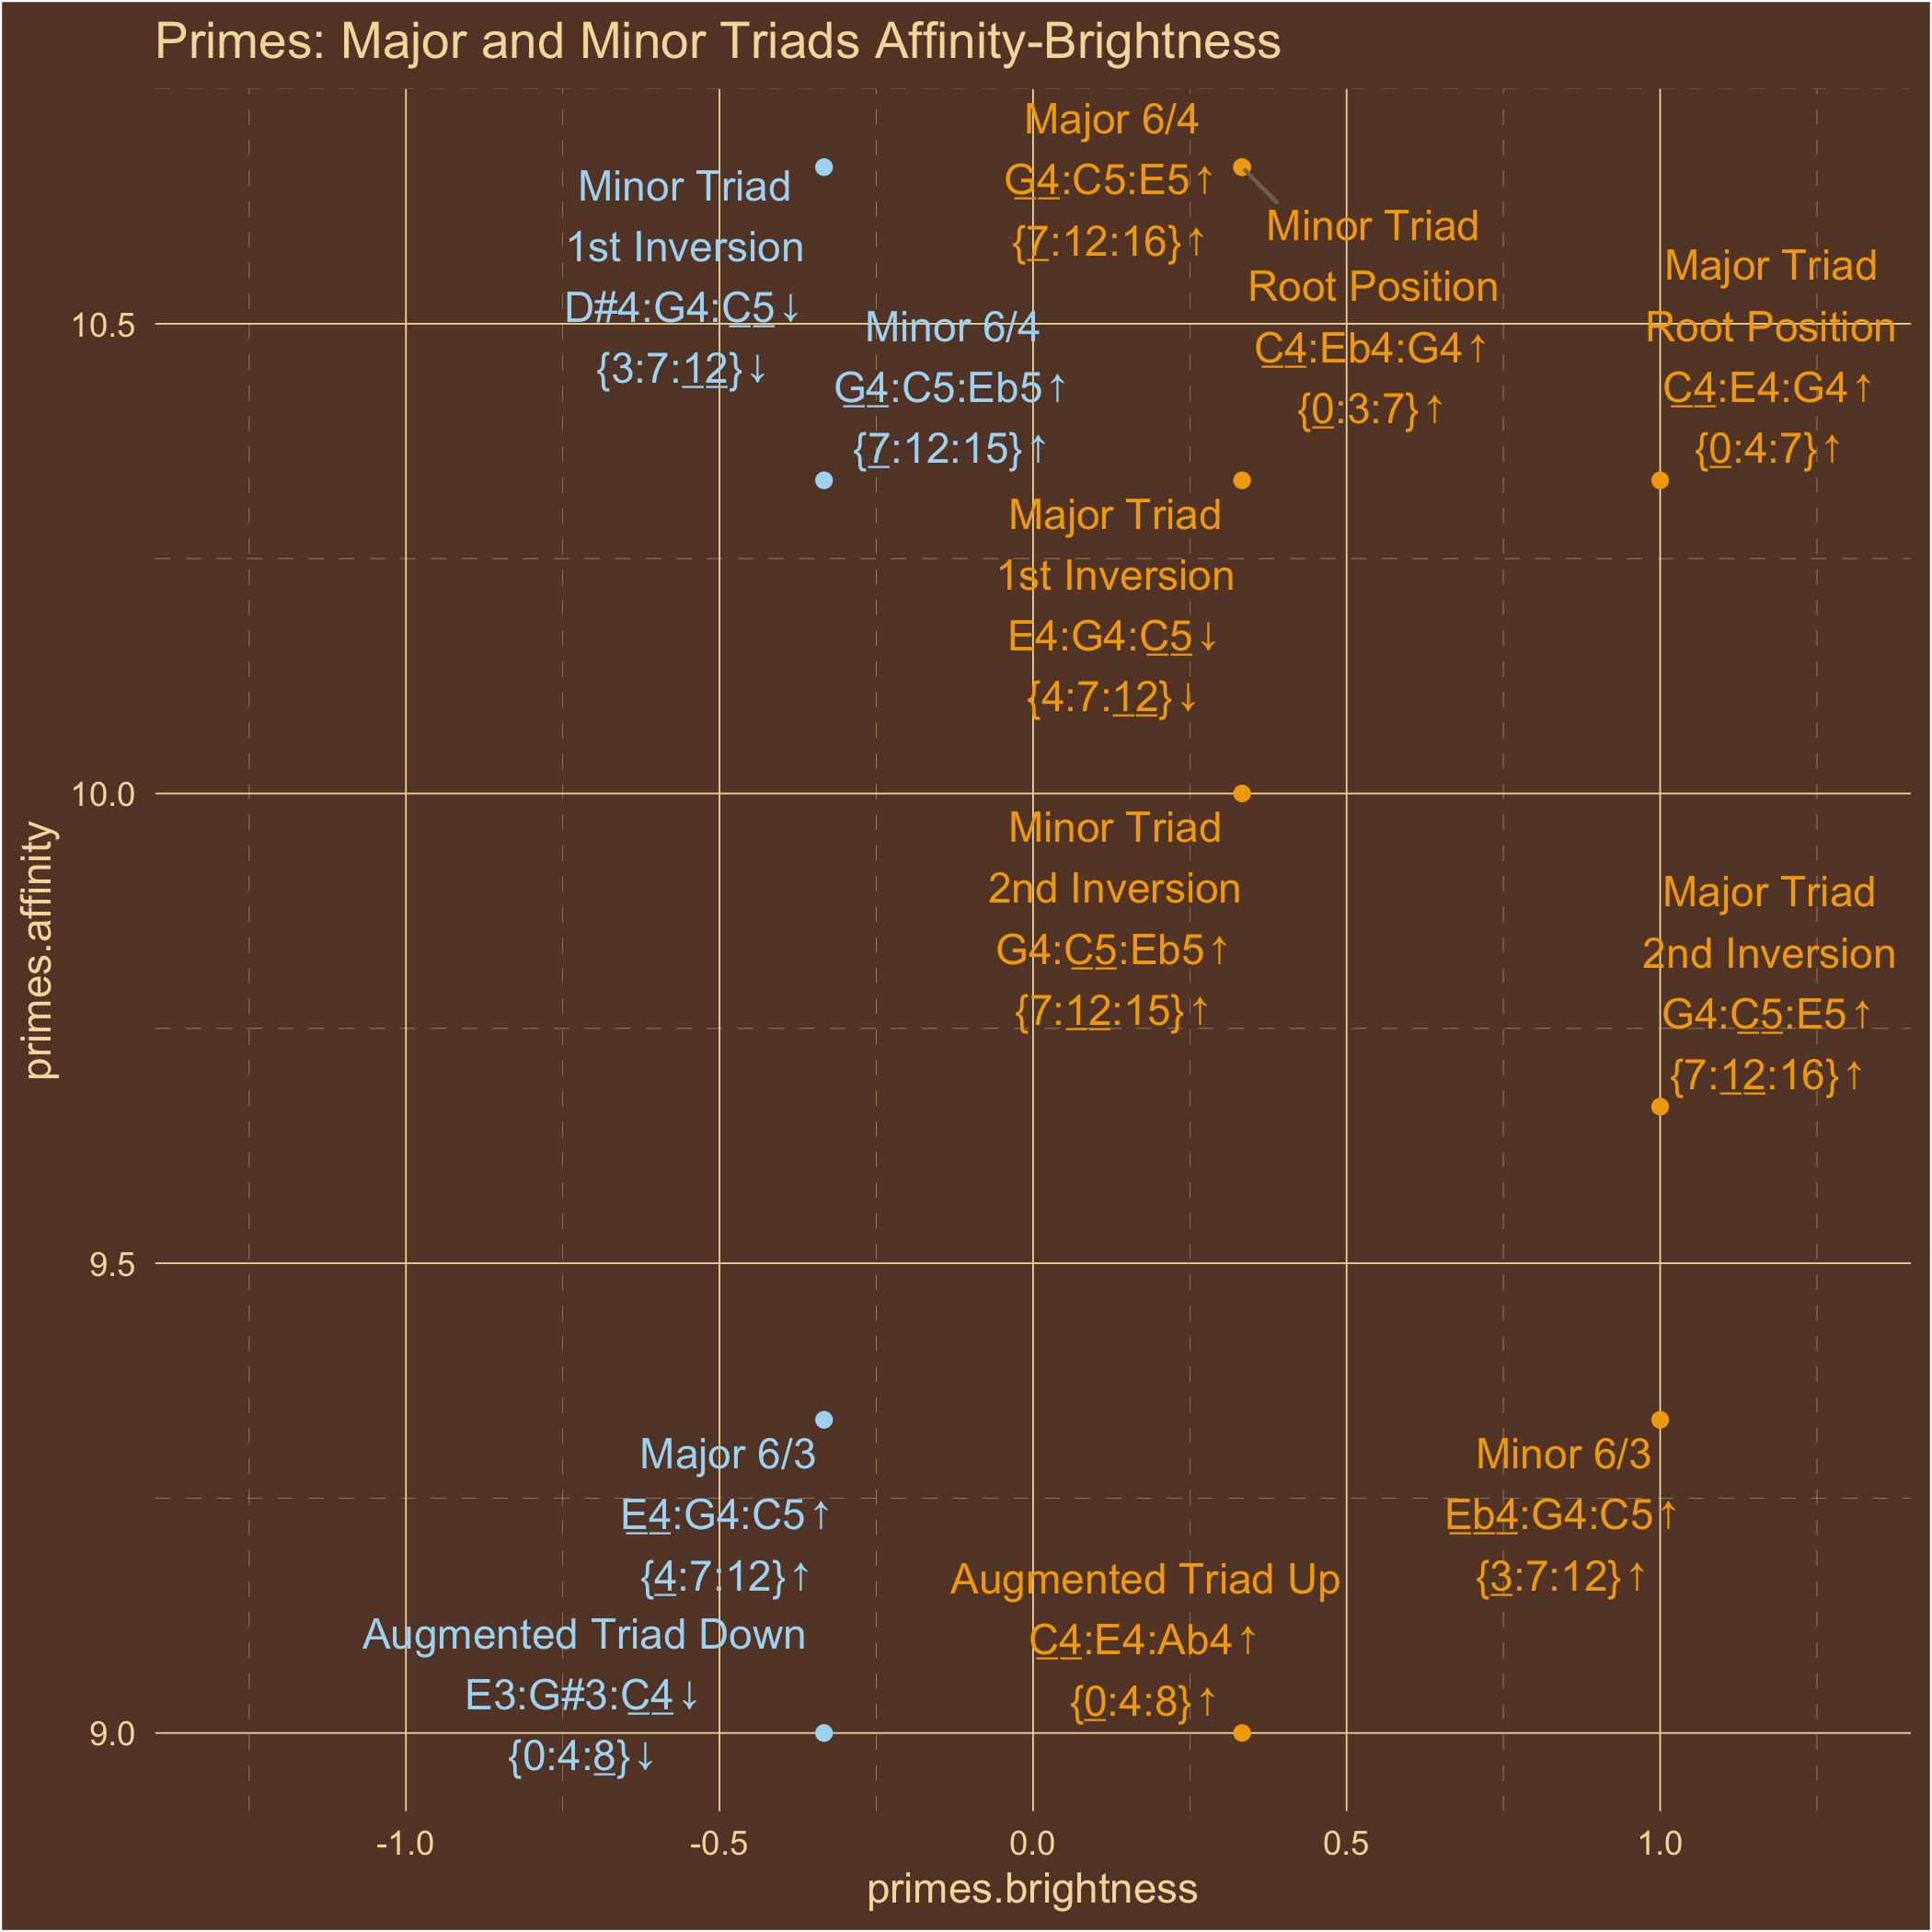 Primes: Major and Minor Triads Affinity-Brightness
Major 6/4
G4:C5:E5↑
{7:12:16}↑
Minor Triad
1st Inversion
D#4:G4:C5↓
{3:7:12}↓
Minor Triad
Root Position
C4:Eb4:G4↑
{0:3:7}↑
Major Triad
Root Position
C4:E4:G4↑
{0:4:7}↑
Minor 6/4
G4:C5:Eb5↑
{7:12:15}↑
Major Triad
1st Inversion
E4:G4:C5↓
{4:7:12}↓
Minor Triad
2nd Inversion
G4:C5:Eb5↑
{7:12:15}↑
Major Triad
2nd Inversion
G4:C5:E5↑
{7:12:16}↑
Major 6/3
E4:G4:C5↑
{4:7:12}↑
Minor 6/3
Eb4:G4:C5↑
{3:7:12}↑
Augmented Triad Up
C4:E4:Ab4↑
{0:4:8}↑
Augmented Triad Down
E3:G#3:C4↓
{0:4:8}↓
10.5
10.0
9.5
9.0
primes.affinity
-1.0
-0.5
0.0
0.5
1.0
primes.brightness